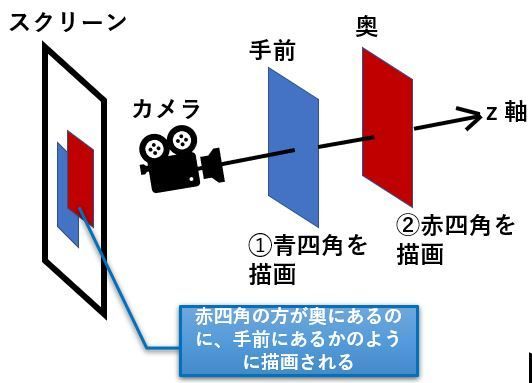 スクリーン
奥
手前
カメラ
z 軸
①青四角を
描画
②赤四角を
描画
赤四角の方が奥にあるの
に、手前にあるかのよう
に描画される